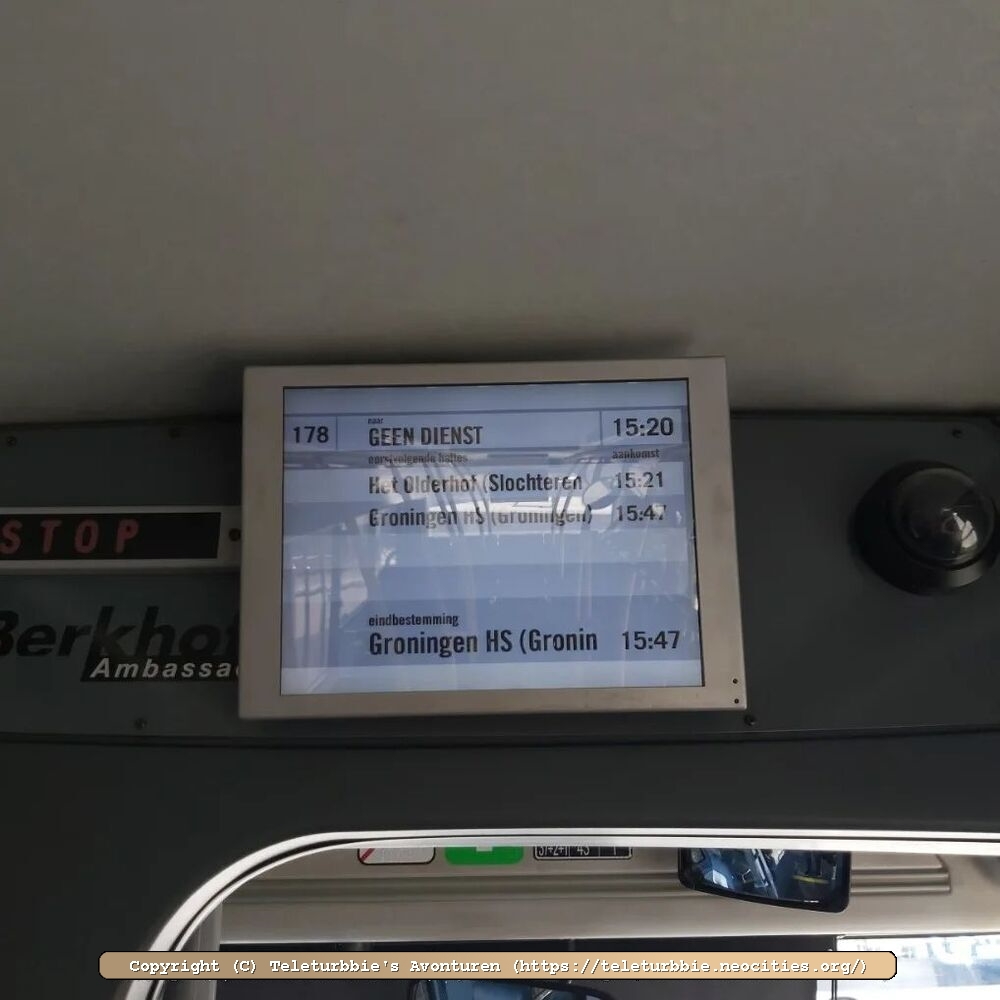 naar
178 GEEN DIENST 15:20
eerstvolgende haltes aankomst
Het Olderhof (Slochteren 15:21
Groningen HS (Groningen) 15:47
STOP
eindbestemming
Groningen HS (Gronin 15:47
Berkhof
Ambassa
Copyright (C) Teleturbbie's Avonturen (https://teleturbbie.neocities.org/)